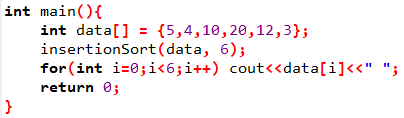 int main(){
    int data[] = {5,4,10,20,12,3};
    insertionSort(data, 6);
    for(int i=0;i<6;i++) cout<<data[i]<<" ";
    return 0;
}